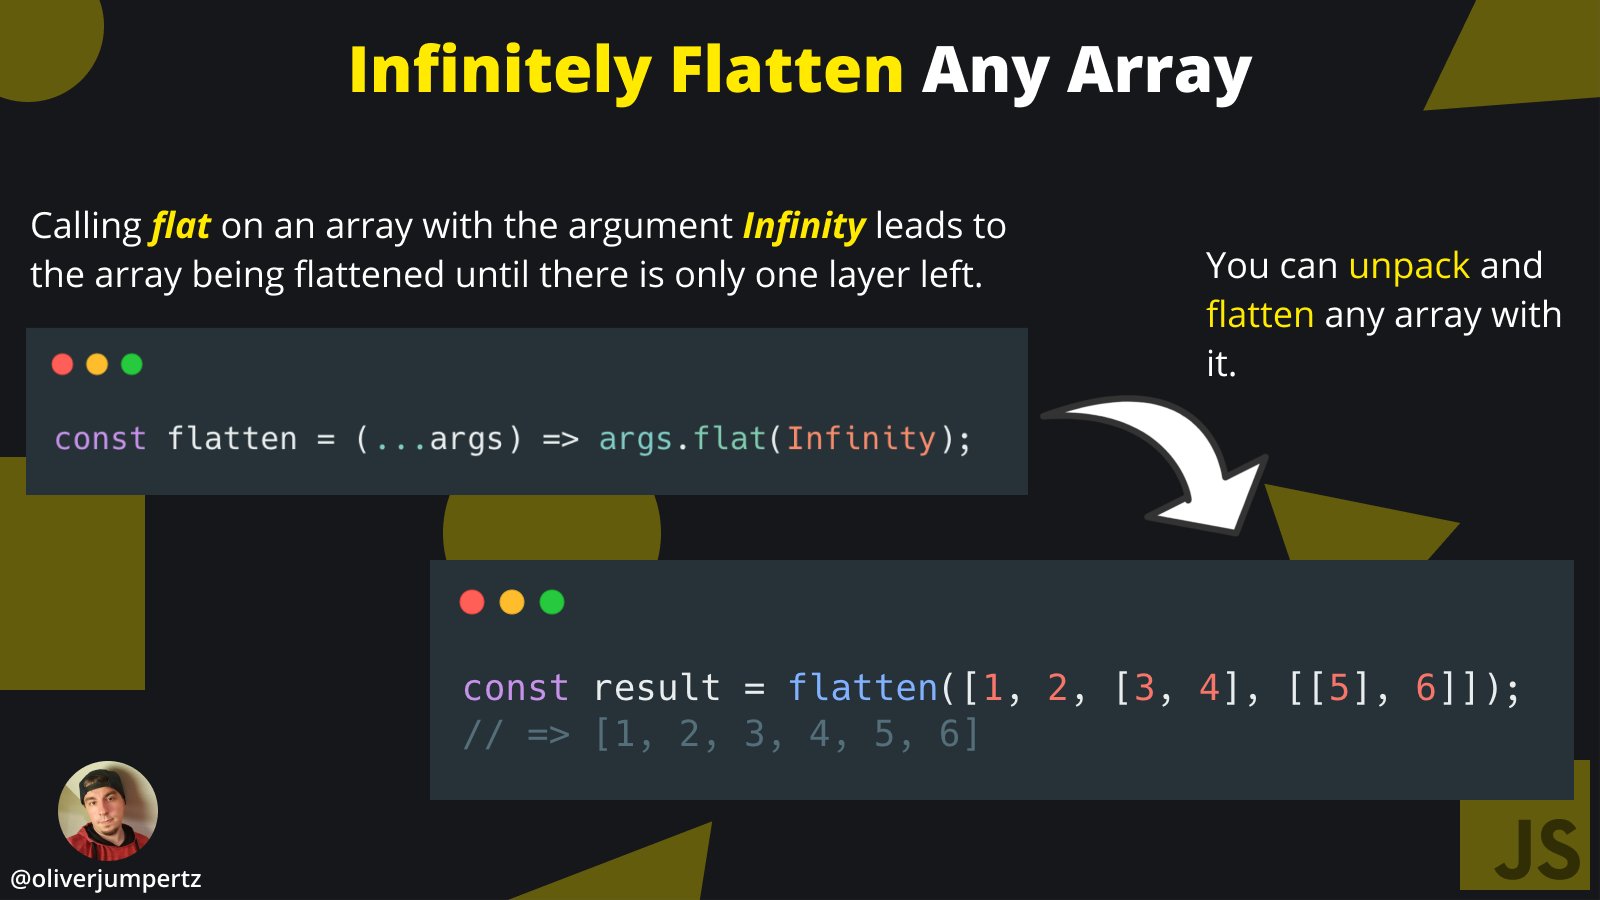 Infinitely Flatten Any Array
Calling flat on an array with the argument Infinity leads to
the array being flattened until there is only one layer left.
You can unpack and
flatten any array with
it.
const flatten = (...args) => args.flat(Infinity);
const result = flatten([1, 2, [3, 4], [[5], 6]]);
// => [1, 2, 3, 4, 5, 6]
@oliverjumpertz
JS